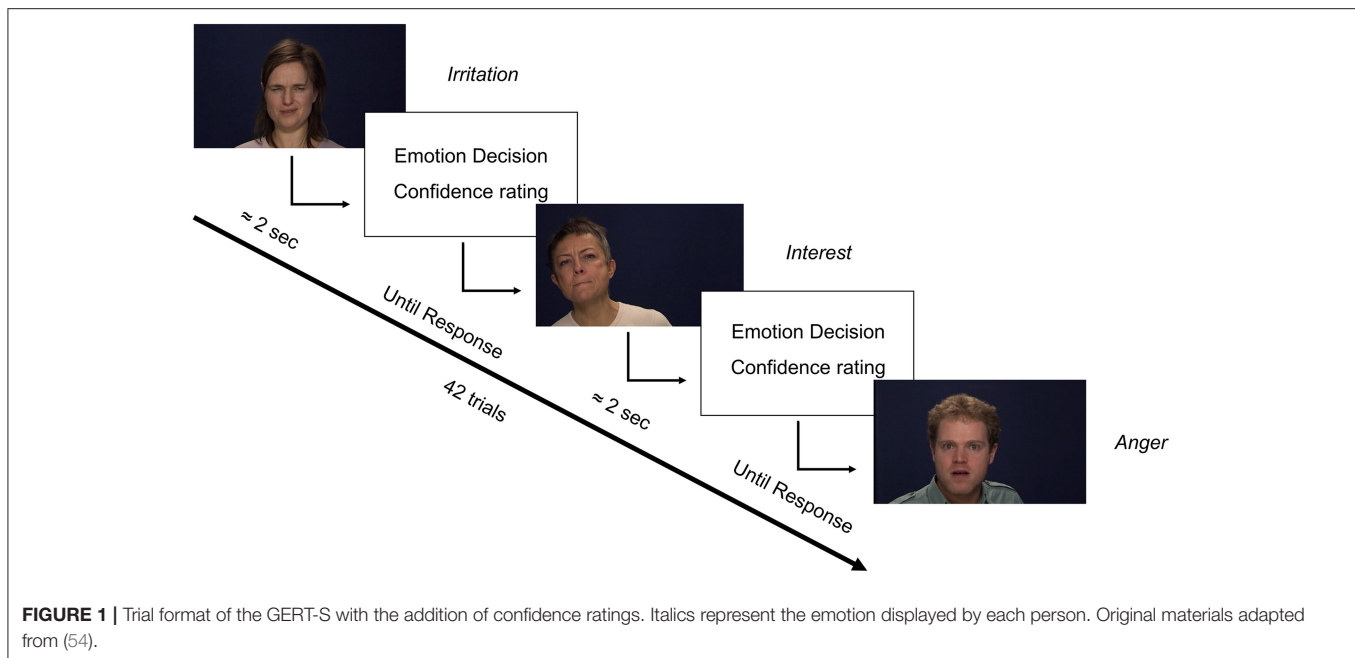 Irritation
Emotion Decision
Confidence rating
≈ 2 sec
Interest
Until Response
Emotion Decision
Confidence rating
42 trials
≈ 2 sec
Anger
Until Response
FIGURE 1 | Trial format of the GERT-S with the addition of confidence ratings. Italics represent the emotion displayed by each person. Original materials adapted
from (54).